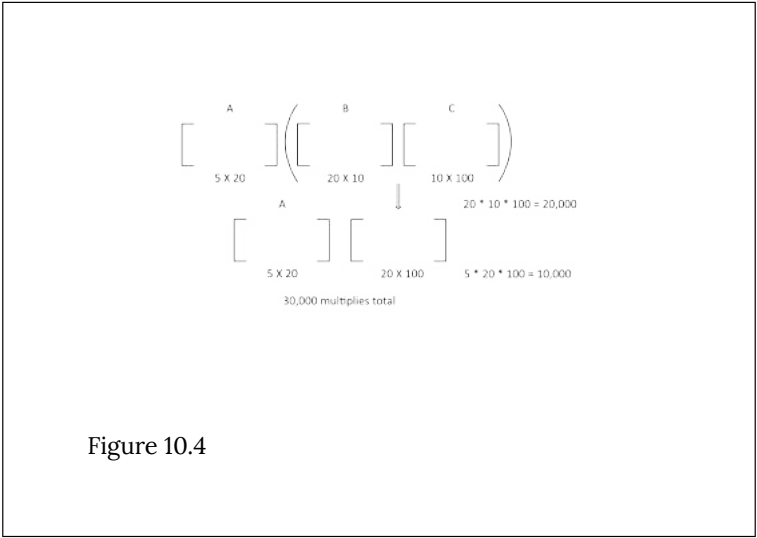 A B C
5 X 20 20 X 10 10 X 100
A 20 * 10 * 100 = 20,000
5 X 20 20 X 100 5 * 20 * 100 = 10,000
30,000 multiplies total
Figure 10.4